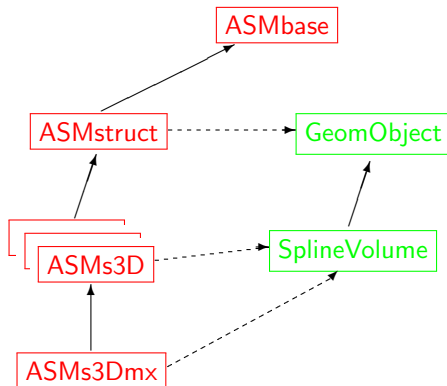 ASMbase
ASMstruct
GeomObject
ASMs3D
SplineVolume
ASMs3Dmx